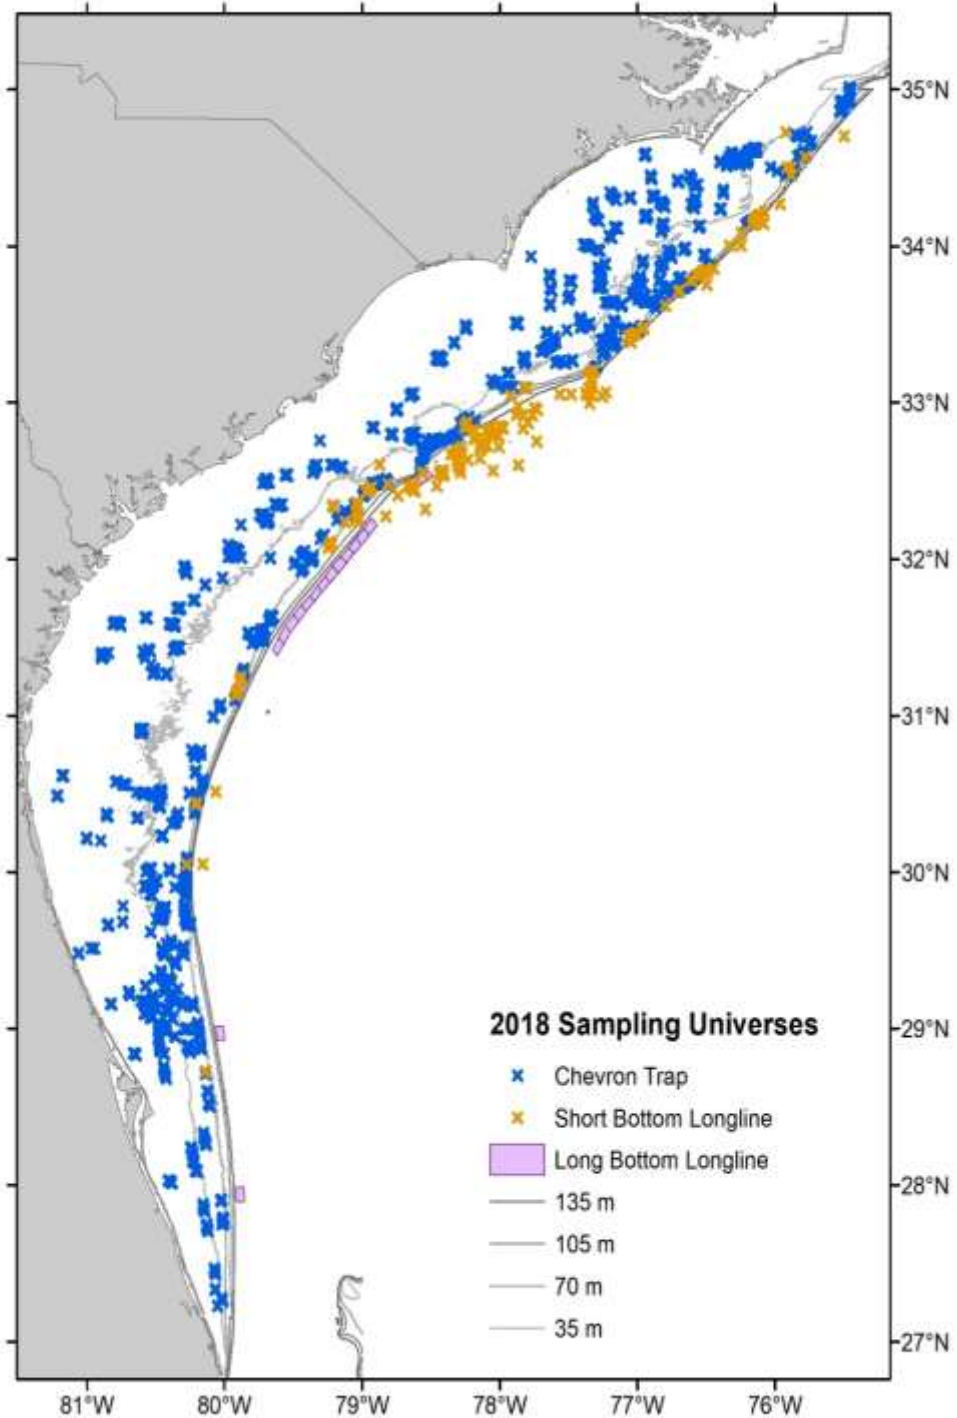 35°N
34°N
33°N
32°N
31°N
30°N
29°N
28°N
27°N
2018 Sampling Universes
Chevron Trap
Short Bottom Longline
Long Bottom Longline
135 m
105 m
70 m
35 m
81°W 80°W 79°W 78°W 77°W 76°W